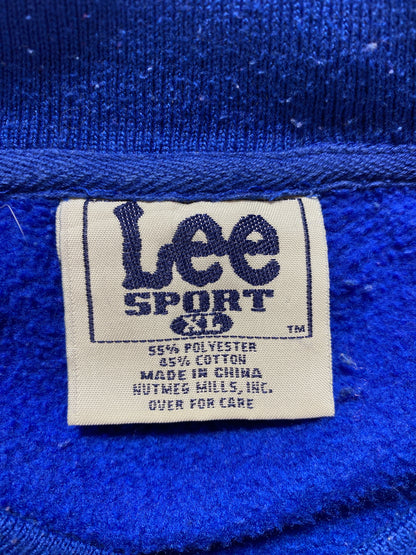 Lee
SPORT
XL
TM
55% POLYESTER
45% COTTON
MADE IN CHINA
NUTMEG MILLS, INC.
OVER FOR CARE